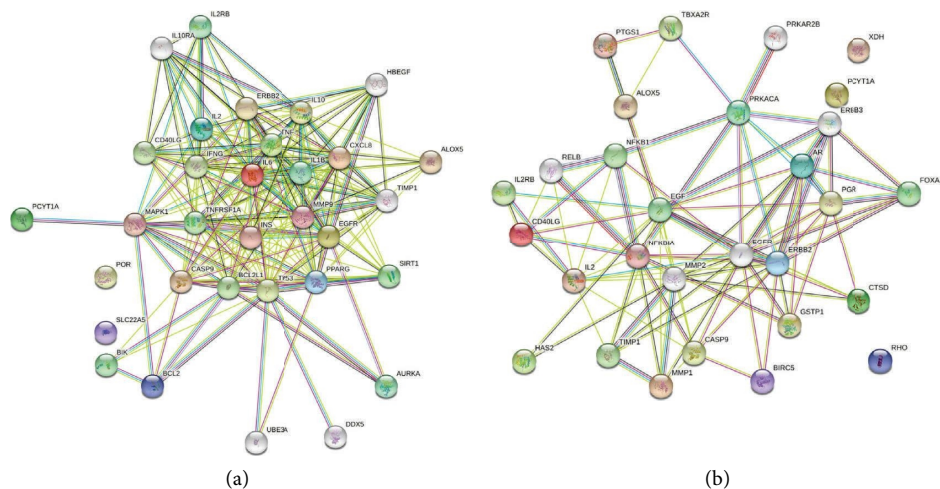 IL2RB
IL10RA
HBEGF
ERBB2
IL10
IL2
TNF
CD40LG
IFNG
CXCL8
ALOX5
IL6
IL1B
TIMP1
PCYT1A
MAPK1
TNFRSF1A
MMP9
INS
EGFR
POR
CASP9
BCL2L1
TP53
PPARG
SIRT1
SLC22A5
BIK
BCL2
AURKA
UBE3A
DDX5
(a)
TBXA2R
PTGS1
PRKAR2B
XDH
ALOX5
PCYT1A
PRKACA
ERBB3
NFKB1
AR
RELB
IL2RB
PGR
FOXA
EGF
CD40LG
NFKBIA
EGFR
ERBB2
IL2
MMP2
CTSD
GSTP1
HAS2
TIMP1
CASP9
RHO
MMP1
BIRC5
(b)